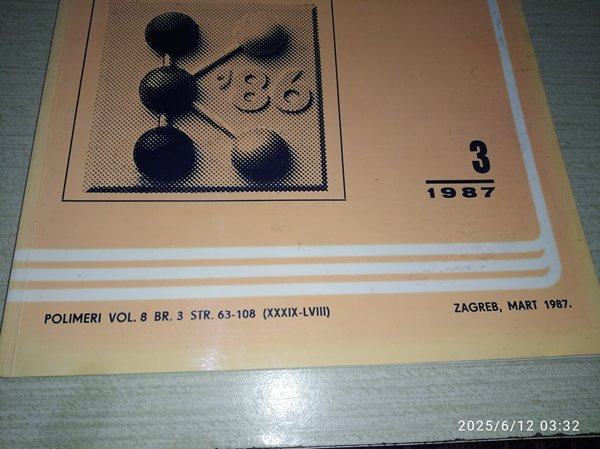 '86
3
1987
POLIMERI VOL. 8 BR. 3 STR. 63-108 (XXXIX-LVIII)
ZAGREB, MART 1987.
2025/6/12 03:32